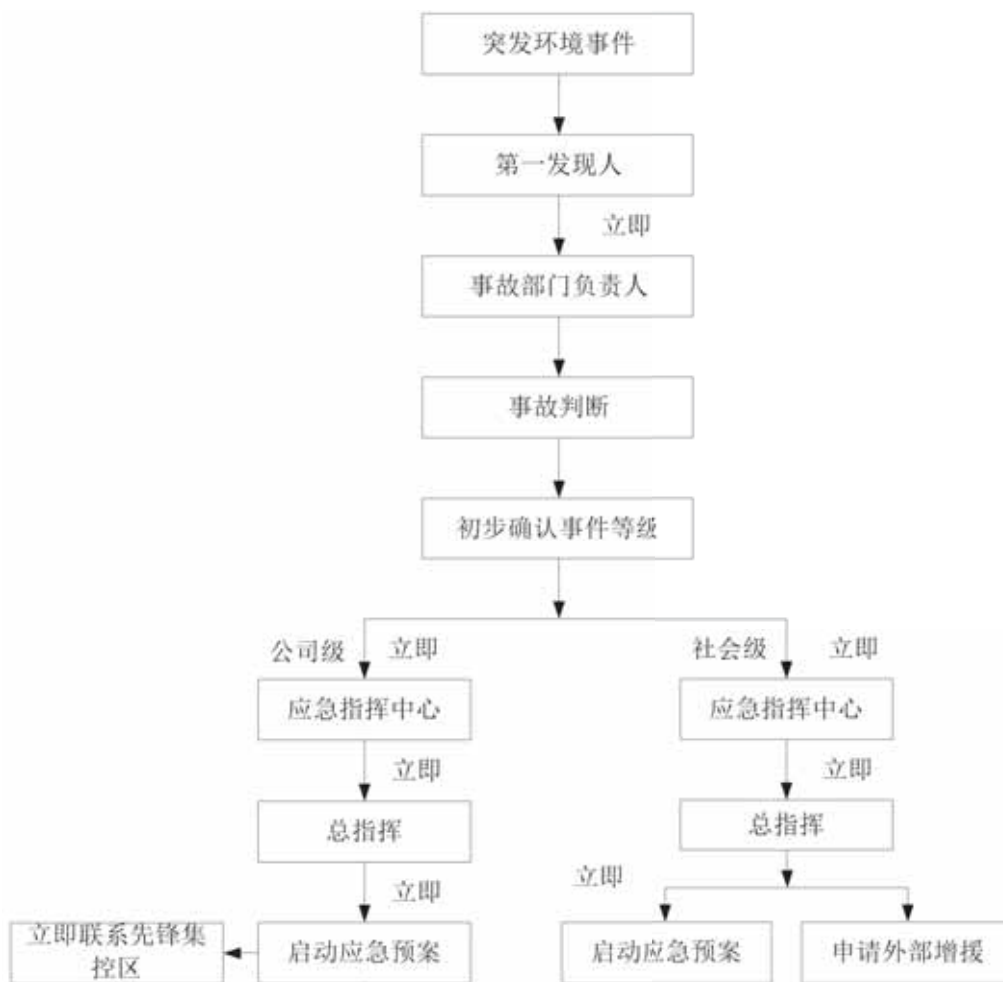 突发环境事件
第一发现人
立即
事故部门负责人
事故判断
初步确认事件等级
公司级
立即
社会级
立即
应急指挥中心
应急指挥中心
立即
立即
总指挥
总指挥
立即
立即
立即联系先锋集
控区
启动应急预案
启动应急预案
申请外部增援